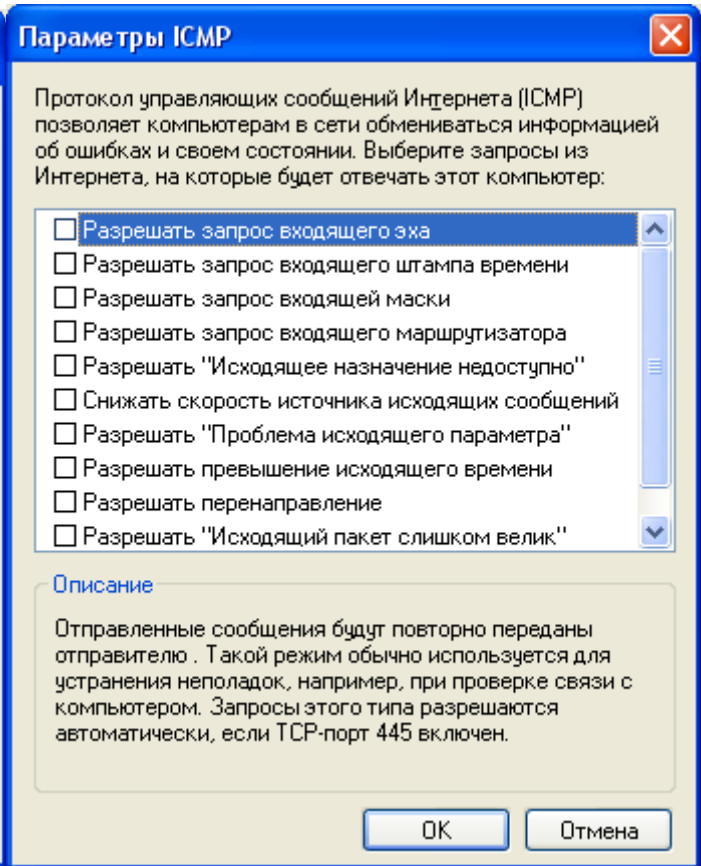 Параметры ICMP
Протокол управляющих сообщений Интернета (ICMP)
позволяет компьютерам в сети обмениваться информацией
об ошибках и своем состоянии. Выберите запросы из
Интернета, на которые будет отвечать этот компьютер:
Разрешать запрос входящего эха
Разрешать запрос входящего штампа времени
Разрешать запрос входящей маски
Разрешать запрос входящего маршрутизатора
Разрешать "Исходящее назначение недоступно"
Снижать скорость источника исходящих сообщений
Разрешать "Проблема исходящего параметра"
Разрешать превышение исходящего времени
Разрешать перенаправление
Разрешать "Исходящий пакет слишком велик"
Описание
Отправленные сообщения будут повторно переданы
отправителю . Такой режим обычно используется для
устранения неполадок, например, при проверке связи с
компьютером. Запросы этого типа разрешаются
автоматически, если TCP-порт 445 включен.
OK
Отмена